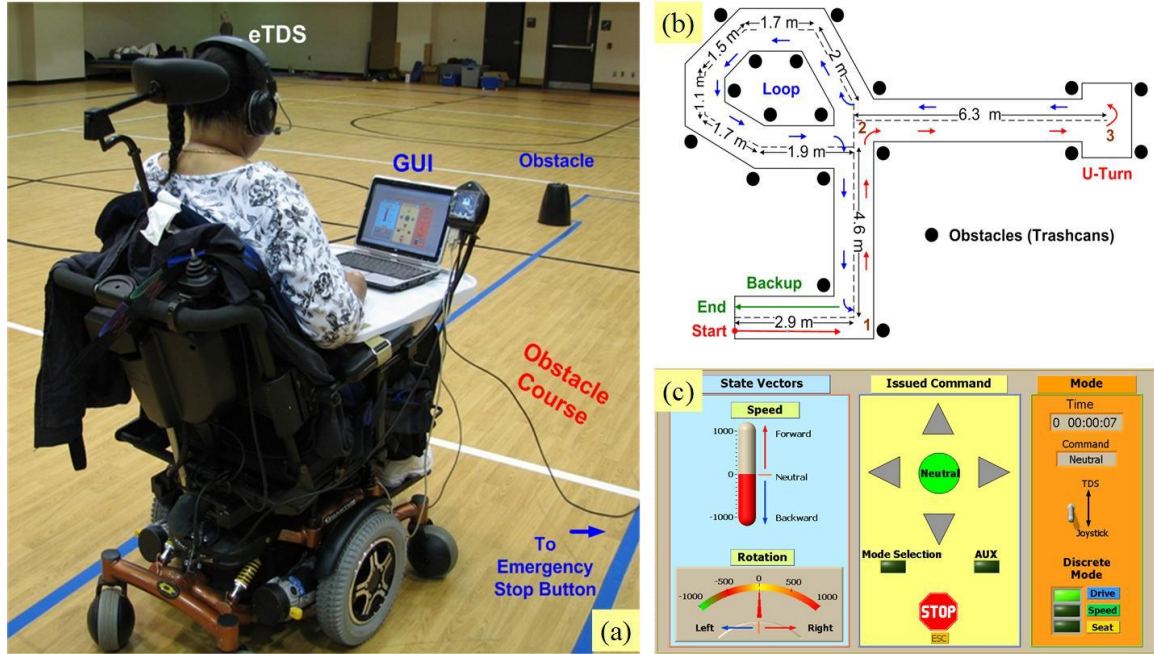 eTDS
GUI
Obstacle
Obstacle
Course
To
Emergency
Stop Button
(a)
(b)
1.7 m
1.5 m
2 m
1.1 m
Loop
1.7 m
1.9 m
2
6.3 m
3
U-Turn
4.6 m
Obstacles (Trashcans)
Backup
End
2.9 m
Start
1
(c)
State Vectors
Speed
1000
Forward
0
Neutral
-1000
Backward
Rotation
-1000
-500
0
500
1000
Left
Right
Issued Command
Neutral
Mode Selection
AUX
STOP
ESC
Mode
Time
0 00:00:07
Command
Neutral
TDS
Joystick
Discrete
Mode
Drive
Speed
Seat